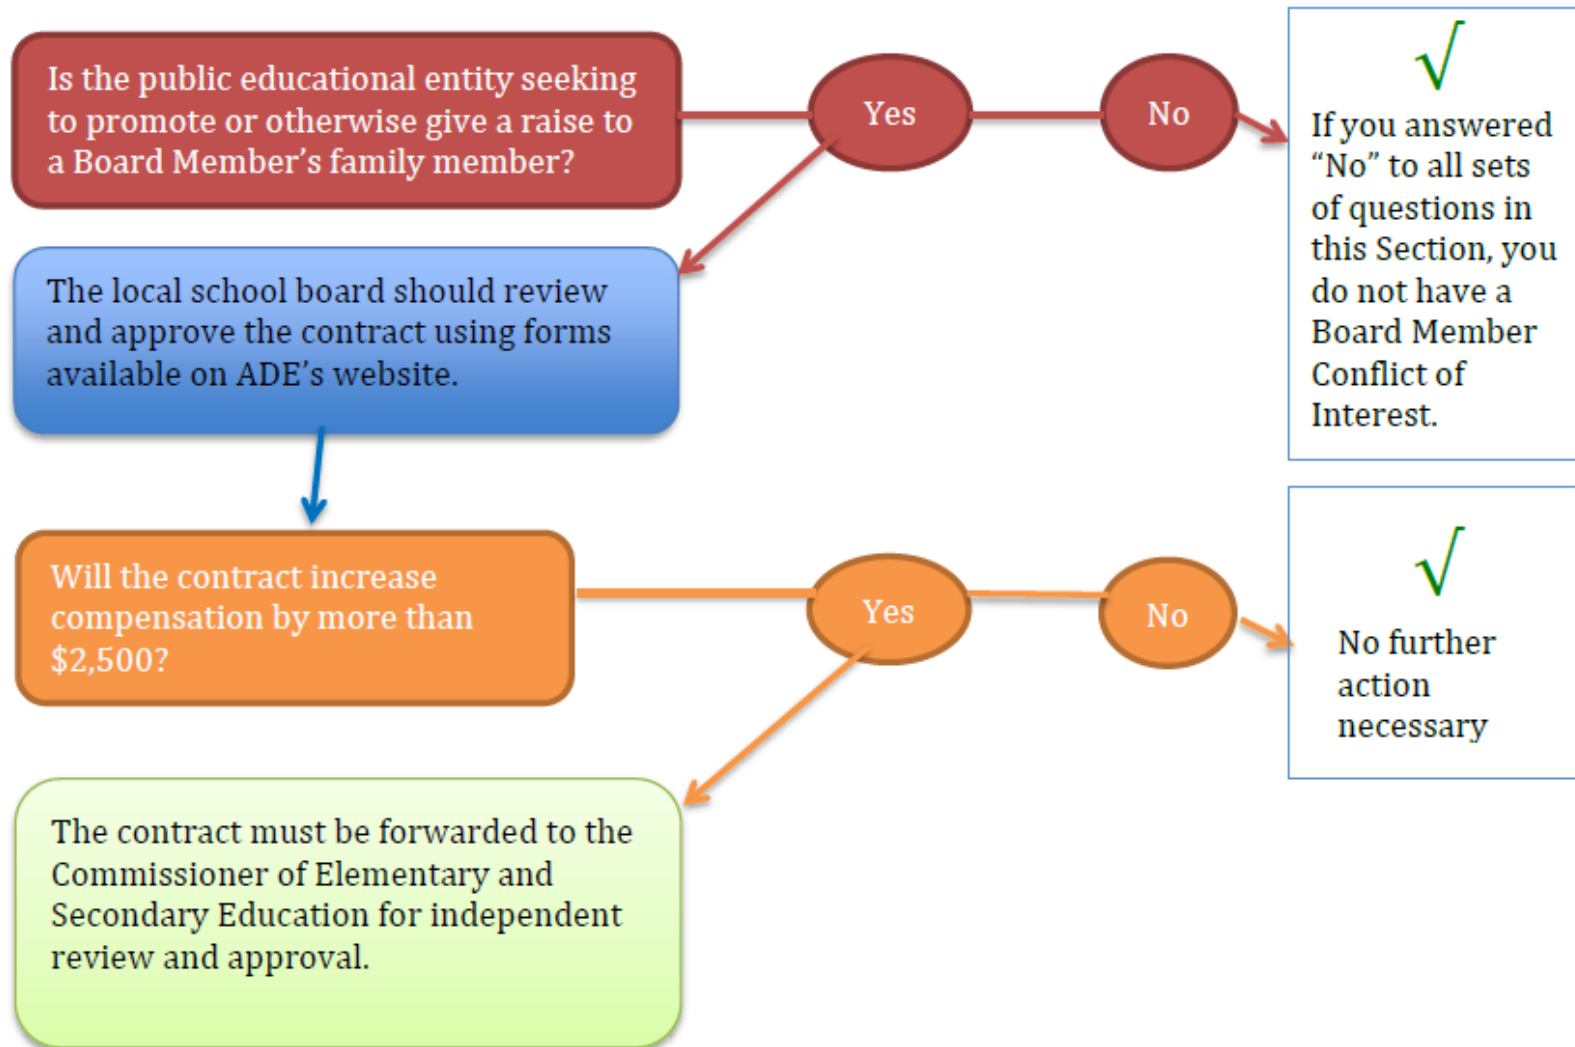 Is the public educational entity seeking
to promote or otherwise give a raise to
a Board Member’s family member?
Yes
No
√
If you answered
“No” to all sets
of questions in
this Section, you
do not have a
Board Member
Conflict of
Interest.
The local school board should review
and approve the contract using forms
available on ADE’s website.
Will the contract increase
compensation by more than
$2,500?
Yes
No
√
No further
action
necessary
The contract must be forwarded to the
Commissioner of Elementary and
Secondary Education for independent
review and approval.